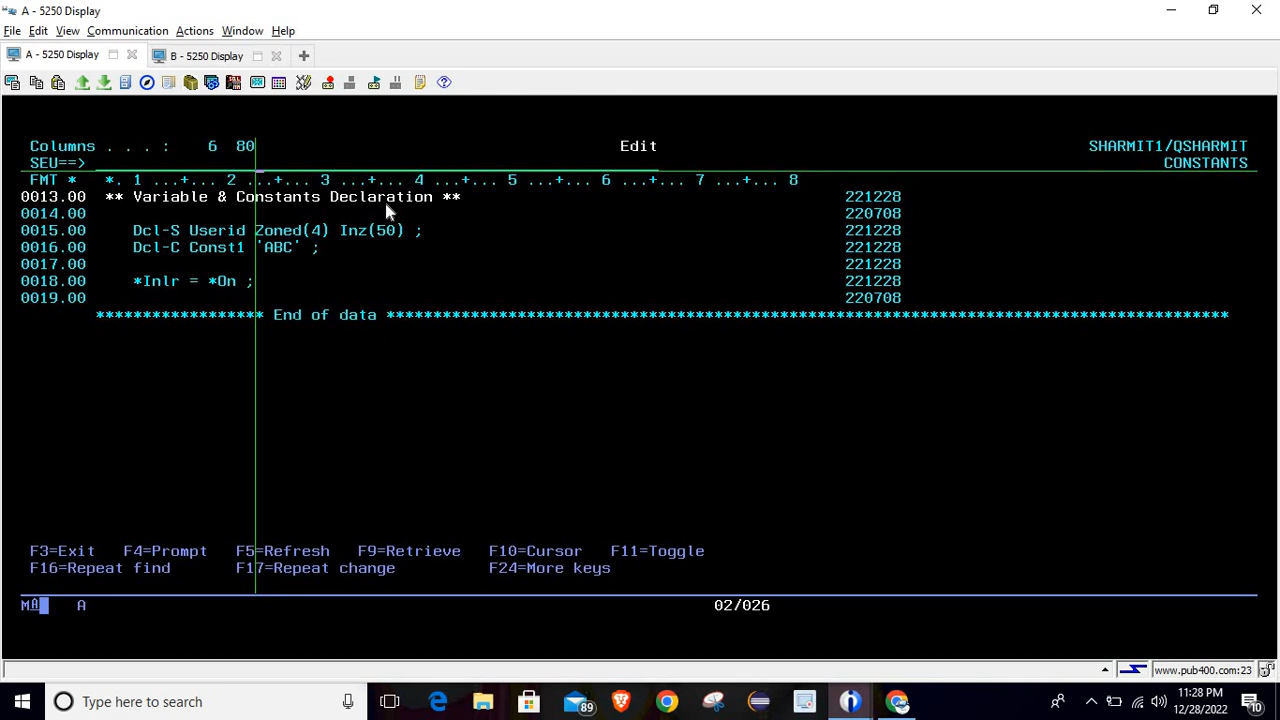 A - 5250 Display
File Edit View Communication Actions Window Help
A - 5250 Display B - 5250 Display
Columns . . . : 6 80 Edit SHARMIT1/QSHARMIT
SEU==> CONSTANTS
FMT * *. 1 ...+... 2 ...+... 3 ...+... 4 ...+... 5 ...+... 6 ...+... 7 ...+... 8
0013.00 ** Variable & Constants Declaration ** 221228
0014.00 220708
0015.00 Dcl-S Userid Zoned(4) Inz(50) ; 221228
0016.00 Dcl-C Const1 'ABC' ; 221228
0017.00 221228
0018.00 *Inlr = *On ; 221228
0019.00 220708
****************** End of data ******************************************************************************************
F3=Exit F4=Prompt F5=Refresh F9=Retrieve F10=Cursor F11=Toggle
F16=Repeat find F17=Repeat change F24=More keys
MA A 02/026
www.pub400.com:23
Type here to search 89 11:28 PM
12/28/2022 10